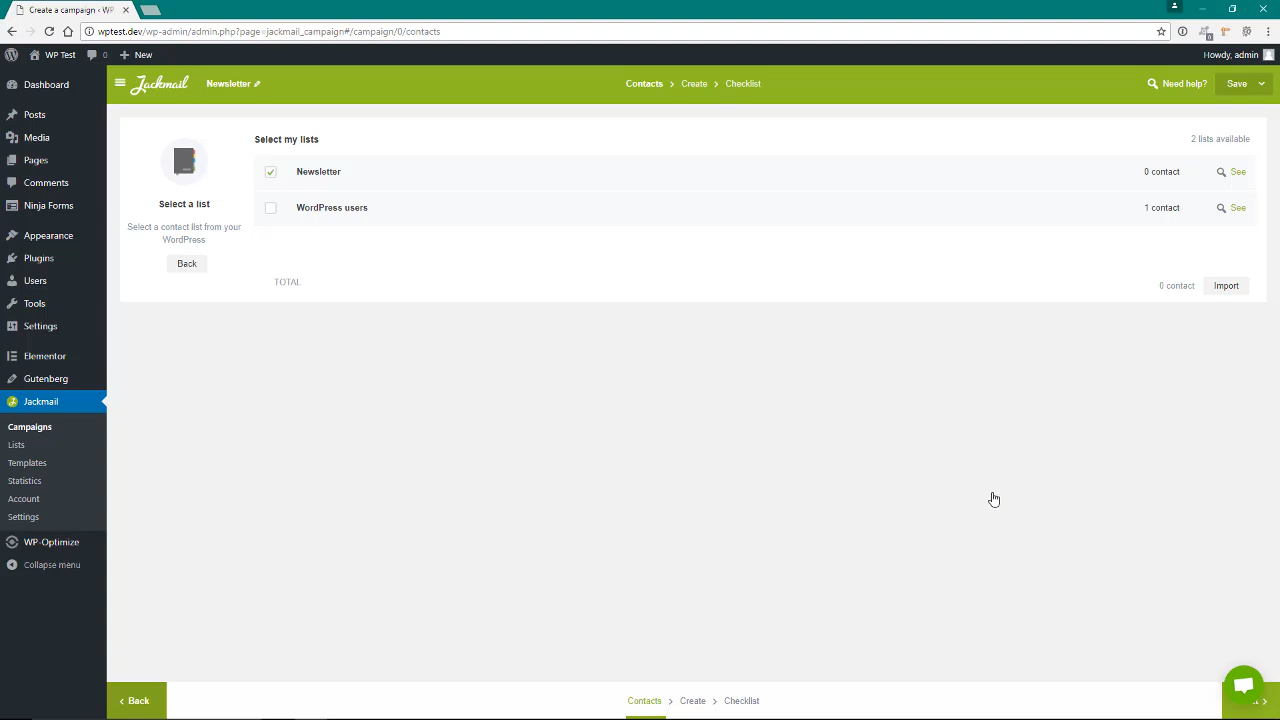 Create a campaign ‹ WP
wptest.dev/wp-admin/admin.php?page=jackmail_campaign#/campaign/0/contacts
WP Test
0
New
Howdy, admin
Dashboard
Posts
Media
Pages
Comments
Ninja Forms
Appearance
Plugins
Users
Tools
Settings
Elementor
Gutenberg
Jackmail
Campaigns
Lists
Templates
Statistics
Account
Settings
WP-Optimize
Collapse menu
Jackmail
Newsletter
Contacts > Create > Checklist
Need help?
Save
Select a list
Select a contact list from your
WordPress
Back
Select my lists
2 lists available
Newsletter
0 contact
See
WordPress users
1 contact
See
TOTAL
0 contact
Import
Back
Contacts > Create > Checklist